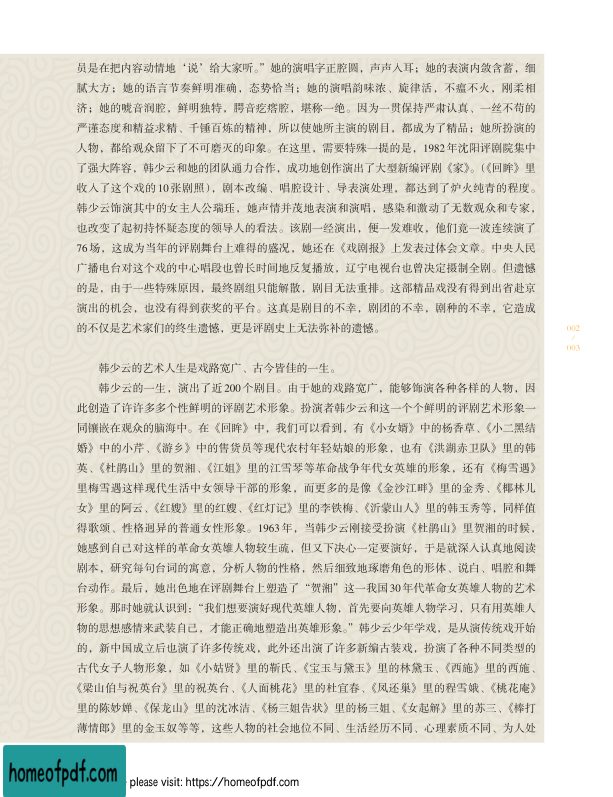 员是在把内容动情地‘说’给大家听。”她的演唱字正腔圆，声声入耳；她的表演内敛含蓄，细
腻大方；她的语言节奏鲜明准确，态势恰当；她的演唱韵味浓、旋律活，不瘟不火，刚柔相
济；她的唬音润腔，鲜明独特，腭音疙瘩腔，堪称一绝。因为一贯保持严肃认真、一丝不苟的
严谨态度和精益求精、千锤百炼的精神，所以使她所主演的剧目，都成为了精品；她所扮演的
人物，都给观众留下了不可磨灭的印象。在这里，需要特殊一提的是，1982年沈阳评剧院集中
了强大阵容，韩少云和她的团队通力合作，成功地创作演出了大型新编评剧《家》。（《回眸》里
收入了这个戏的10张剧照），剧本改编、唱腔设计、导表演处理，都达到了炉火纯青的程度。
韩少云饰演其中的女主人公瑞珏，她声情并茂地表演和演唱，感染和激动了无数观众和专家，
也改变了起初持怀疑态度的领导人的看法。该剧一经演出，便一发难收，他们竟一波连续演了
76场，这成为当年的评剧舞台上难得的盛况，她还在《戏剧报》上发表过体会文章。中央人民
广播电台对这个戏的中心唱段也曾长时间地反复播放，辽宁电视台也曾决定摄制全剧。但遗憾
的是，由于一些特殊原因，最终剧组只能解散，剧目无法重排。这部精品戏没有得到出省赴京
演出的机会，也没有得到获奖的平台。这真是剧目的不幸，剧团的不幸，剧种的不幸，它造成
的不仅是艺术家们的终生遗憾，更是评剧史上无法弥补的遗憾。
002
/
003
韩少云的艺术人生是戏路宽广、古今皆佳的一生。
韩少云的一生，演出了近200个剧目。由于她的戏路宽广，能够饰演各种各样的人物，因
此创造了许许多多个性鲜明的评剧艺术形象。扮演者韩少云和这一个个鲜明的评剧艺术形象一
同镶嵌在观众的脑海中。在《回眸》中，我们可以看到，有《小女婿》中的杨香草、《小二黑结
婚》中的小芹、《游乡》中的售货员等现代农村年轻姑娘的形象，也有《洪湖赤卫队》里的韩
英、《杜鹃山》里的贺湘、《江姐》里的江雪琴等革命战争年代女英雄的形象，还有《梅雪遇》
里梅雪遇这样现代生活中女领导干部的形象，而更多的是像《金沙江畔》里的金秀、《椰林儿
女》里的阿云、《红嫂》里的红嫂、《红灯记》里的李铁梅、《沂蒙山人》里的韩玉秀等，同样值
得歌颂、性格迥异的普通女性形象。1963年，当韩少云刚接受扮演《杜鹃山》里贺湘的时候，
她感到自己对这样的革命女英雄人物较生疏，但又下决心一定要演好，于是就深入认真地阅读
剧本，研究每句台词的寓意，分析人物的性格，然后细致地琢磨角色的形体、说白、唱腔和舞
台动作。最后，她出色地在评剧舞台上塑造了“贺湘”这一我国30年代革命女英雄人物的艺术
形象。那时她就认识到：“我们想要演好现代英雄人物，首先要向英雄人物学习，只有用英雄人
物的思想感情来武装自己，才能正确地塑造出英雄形象。”韩少云少年学戏，是从演传统戏开始
的，新中国成立后也演了许多传统戏，此外还出演了许多新编古装戏，扮演了各种不同类型的
古代女子人物形象，如《小姑贤》里的靳氏、《宝玉与黛玉》里的林黛玉、《西施》里的西施、
《梁山伯与祝英台》里的祝英台、《人面桃花》里的杜宜春、《凤还巢》里的程雪娥、《桃花庵》
里的陈妙婵、《保龙山》里的沈冰洁、《杨三姐告状》里的杨三姐、《女起解》里的苏三、《棒打
薄情郎》里的金玉奴等等，这些人物的社会地位不同、生活经历不同、心理素质不同、为人处
homeofpdf.com
please visit: https://homeofpdf.com